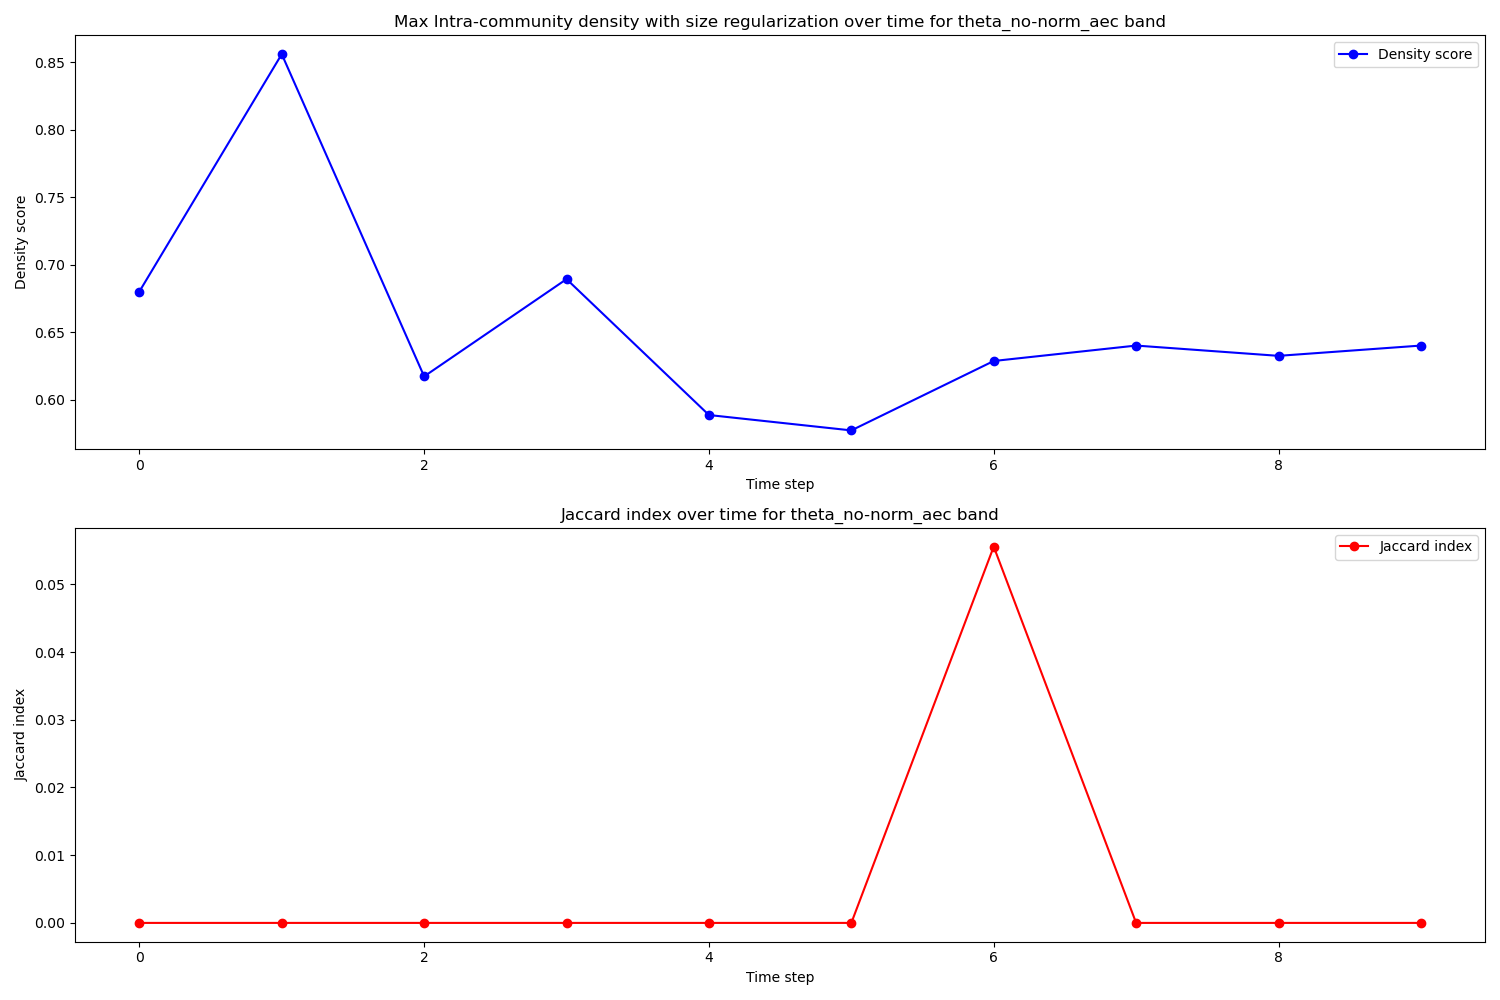 Max Intra-community density with size regularization over time for theta_no-norm_aec band
Density score
0.85
0.80
0.75
0.70
0.65
0.60
Density score
0
2
4
6
8
Time step
Jaccard index over time for theta_no-norm_aec band
Jaccard index
0.05
0.04
0.03
0.02
0.01
0.00
Jaccard index
0
2
4
6
8
Time step